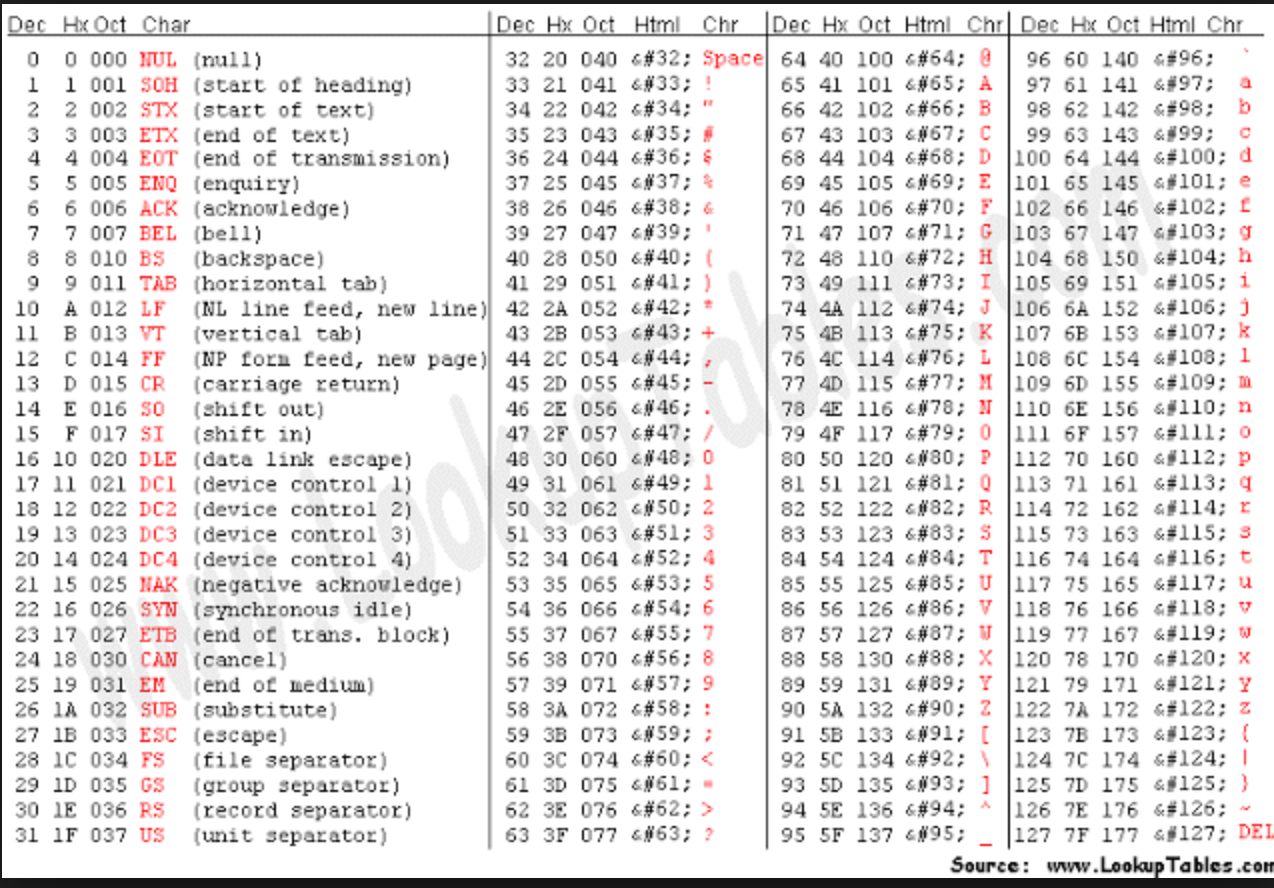 Dec Hx Oct Char Dec Hx Oct Html Chr Dec Hx Oct Html Chr Dec Hx Oct Html Chr
0 0 000 NUL (null) 32 20 040 &#32; Space 64 40 100 &#64; @ 96 60 140 &#96; `
1 1 001 SOH (start of heading) 33 21 041 &#33; ! 65 41 101 &#65; A 97 61 141 &#97; a
2 2 002 STX (start of text) 34 22 042 &#34; " 66 42 102 &#66; B 98 62 142 &#98; b
3 3 003 ETX (end of text) 35 23 043 &#35; # 67 43 103 &#67; C 99 63 143 &#99; c
4 4 004 EOT (end of transmission) 36 24 044 &#36; $ 68 44 104 &#68; D 100 64 144 &#100; d
5 5 005 ENQ (enquiry) 37 25 045 &#37; % 69 45 105 &#69; E 101 65 145 &#101; e
6 6 006 ACK (acknowledge) 38 26 046 &#38; & 70 46 106 &#70; F 102 66 146 &#102; f
7 7 007 BEL (bell) 39 27 047 &#39; ' 71 47 107 &#71; G 103 67 147 &#103; g
8 8 010 BS (backspace) 40 28 050 &#40; ( 72 48 110 &#72; H 104 68 150 &#104; h
9 9 011 TAB (horizontal tab) 41 29 051 &#41; ) 73 49 111 &#73; I 105 69 151 &#105; i
10 A 012 LF (NL line feed, new line) 42 2A 052 &#42; * 74 4A 112 &#74; J 106 6A 152 &#106; j
11 B 013 VT (vertical tab) 43 2B 053 &#43; + 75 4B 113 &#75; K 107 6B 153 &#107; k
12 C 014 FF (NP form feed, new page) 44 2C 054 &#44; , 76 4C 114 &#76; L 108 6C 154 &#108; l
13 D 015 CR (carriage return) 45 2D 055 &#45; - 77 4D 115 &#77; M 109 6D 155 &#109; m
14 E 016 SO (shift out) 46 2E 056 &#46; . 78 4E 116 &#78; N 110 6E 156 &#110; n
15 F 017 SI (shift in) 47 2F 057 &#47; / 79 4F 117 &#79; O 111 6F 157 &#111; o
16 10 020 DLE (data link escape) 48 30 060 &#48; 0 80 50 120 &#80; P 112 70 160 &#112; p
17 11 021 DC1 (device control 1) 49 31 061 &#49; 1 81 51 121 &#81; Q 113 71 161 &#113; q
18 12 022 DC2 (device control 2) 50 32 062 &#50; 2 82 52 122 &#82; R 114 72 162 &#114; r
19 13 023 DC3 (device control 3) 51 33 063 &#51; 3 83 53 123 &#83; S 115 73 163 &#115; s
20 14 024 DC4 (device control 4) 52 34 064 &#52; 4 84 54 124 &#84; T 116 74 164 &#116; t
21 15 025 NAK (negative acknowledge) 53 35 065 &#53; 5 85 55 125 &#85; U 117 75 165 &#117; u
22 16 026 SYN (synchronous idle) 54 36 066 &#54; 6 86 56 126 &#86; V 118 76 166 &#118; v
23 17 027 ETB (end of trans. block) 55 37 067 &#55; 7 87 57 127 &#87; W 119 77 167 &#119; w
24 18 030 CAN (cancel) 56 38 070 &#56; 8 88 58 130 &#88; X 120 78 170 &#120; x
25 19 031 EM (end of medium) 57 39 071 &#57; 9 89 59 131 &#89; Y 121 79 171 &#121; y
26 1A 032 SUB (substitute) 58 3A 072 &#58; : 90 5A 132 &#90; Z 122 7A 172 &#122; z
27 1B 033 ESC (escape) 59 3B 073 &#59; ; 91 5B 133 &#91; [ 123 7B 173 &#123; {
28 1C 034 FS (file separator) 60 3C 074 &#60; < 92 5C 134 &#92; \ 124 7C 174 &#124; |
29 1D 035 GS (group separator) 61 3D 075 &#61; = 93 5D 135 &#93; ] 125 7D 175 &#125; }
30 1E 036 RS (record separator) 62 3E 076 &#62; > 94 5E 136 &#94; ^ 126 7E 176 &#126; ~
31 1F 037 US (unit separator) 63 3F 077 &#63; ? 95 5F 137 &#95; _ 127 7F 177 &#127; DEL
Source: www.LookupTables.com
www.LookupTables.com